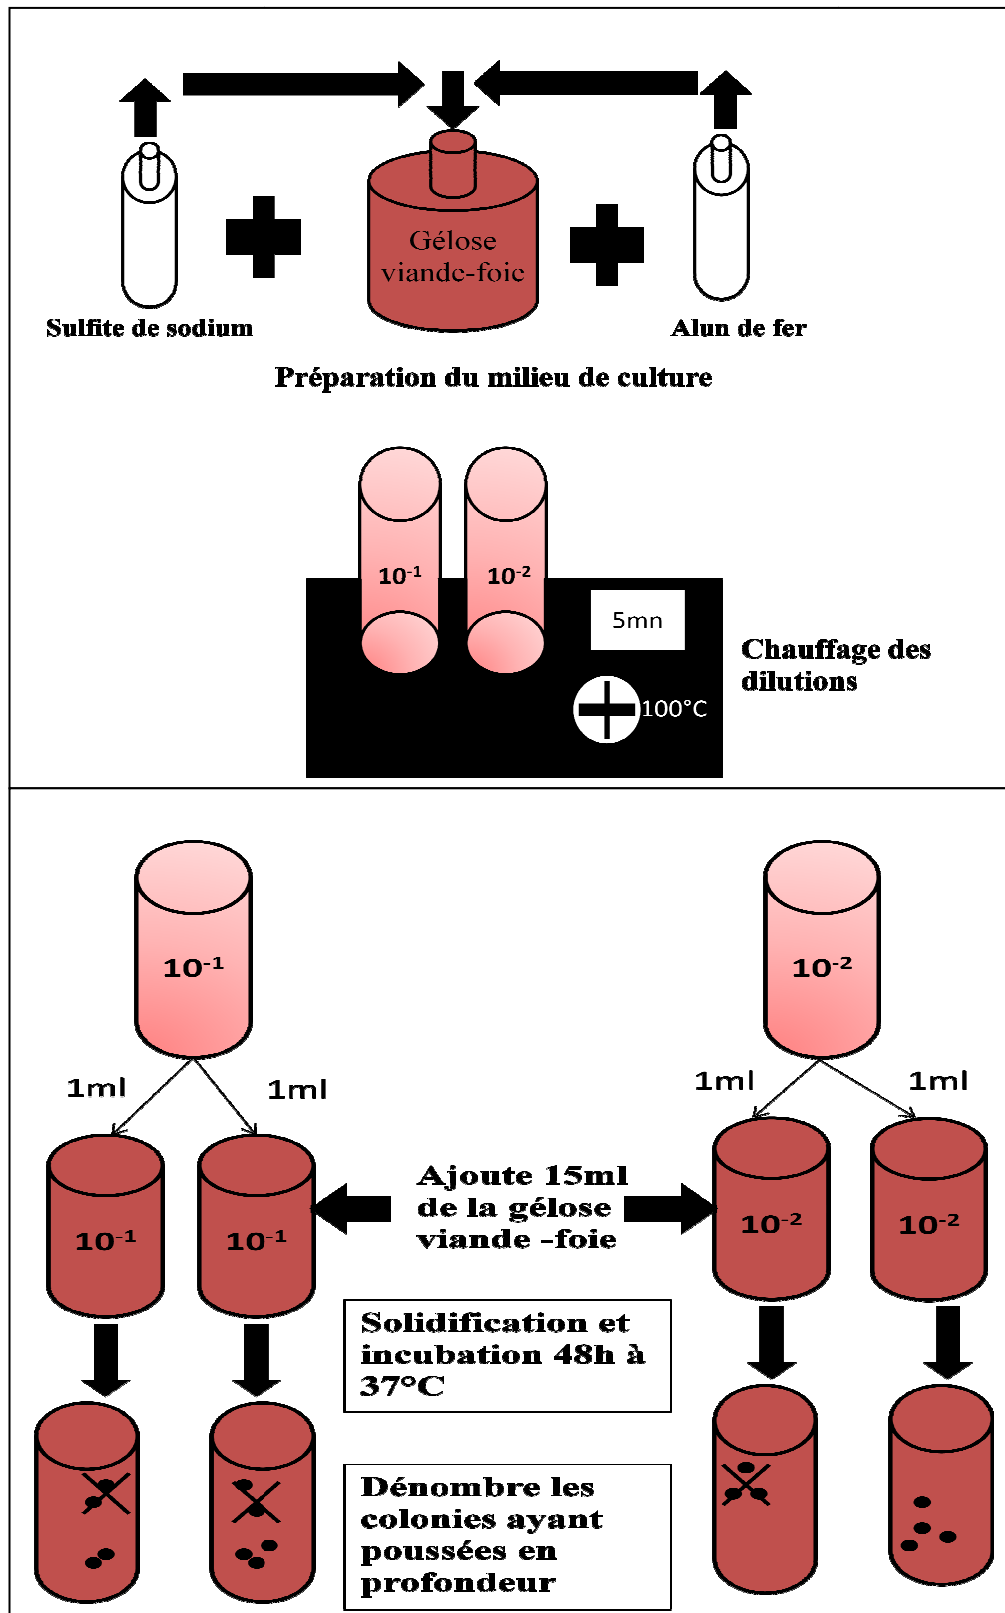 Gélose
viande-foie
Sulfite de sodium
Alun de fer
Préparation du milieu de culture
10⁻¹
10⁻²
5mn
100°C
Chauffage des
dilutions
10⁻¹
10⁻²
1ml
1ml
1ml
1ml
10⁻¹
10⁻¹
Ajoute 15ml
de la gélose
viande -foie
10⁻²
10⁻²
Solidification et
incubation 48h à
37°C
Dénombre les
colonies ayant
poussées en
profondeur